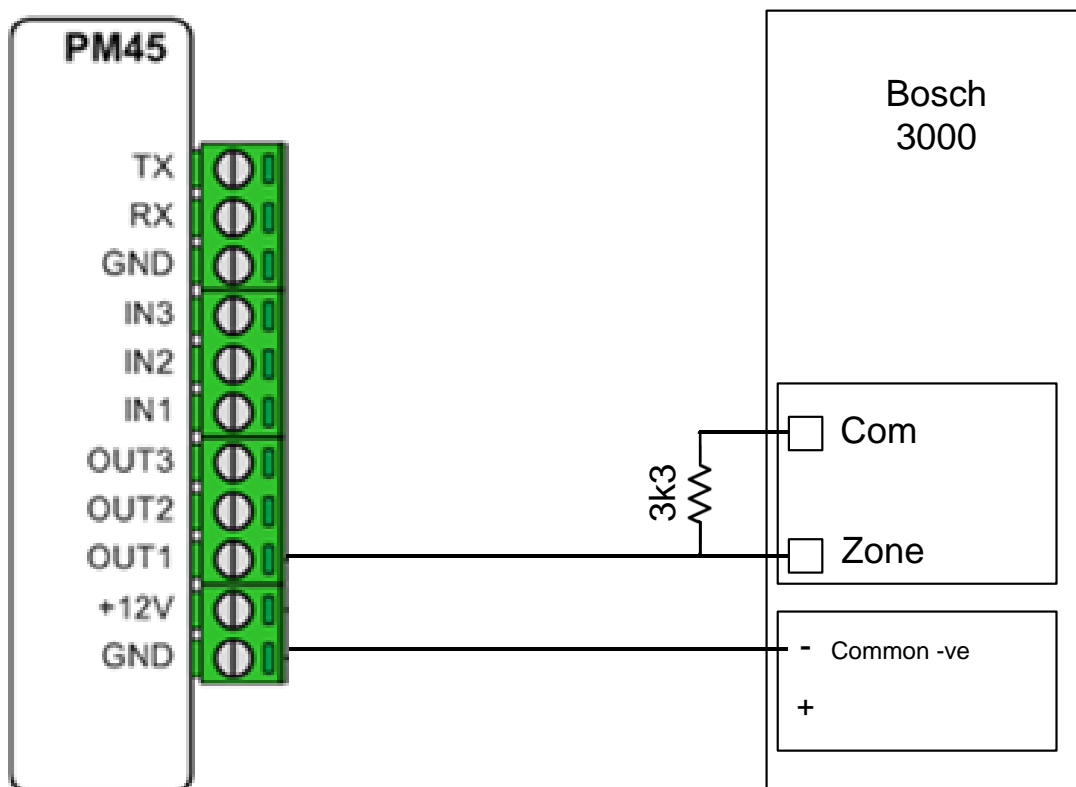 PM45
TX
RX
GND
IN3
IN2
IN1
OUT3
OUT2
OUT1
+12V
GND
3k3
Bosch
3000
Com
Zone
- Common -ve
+